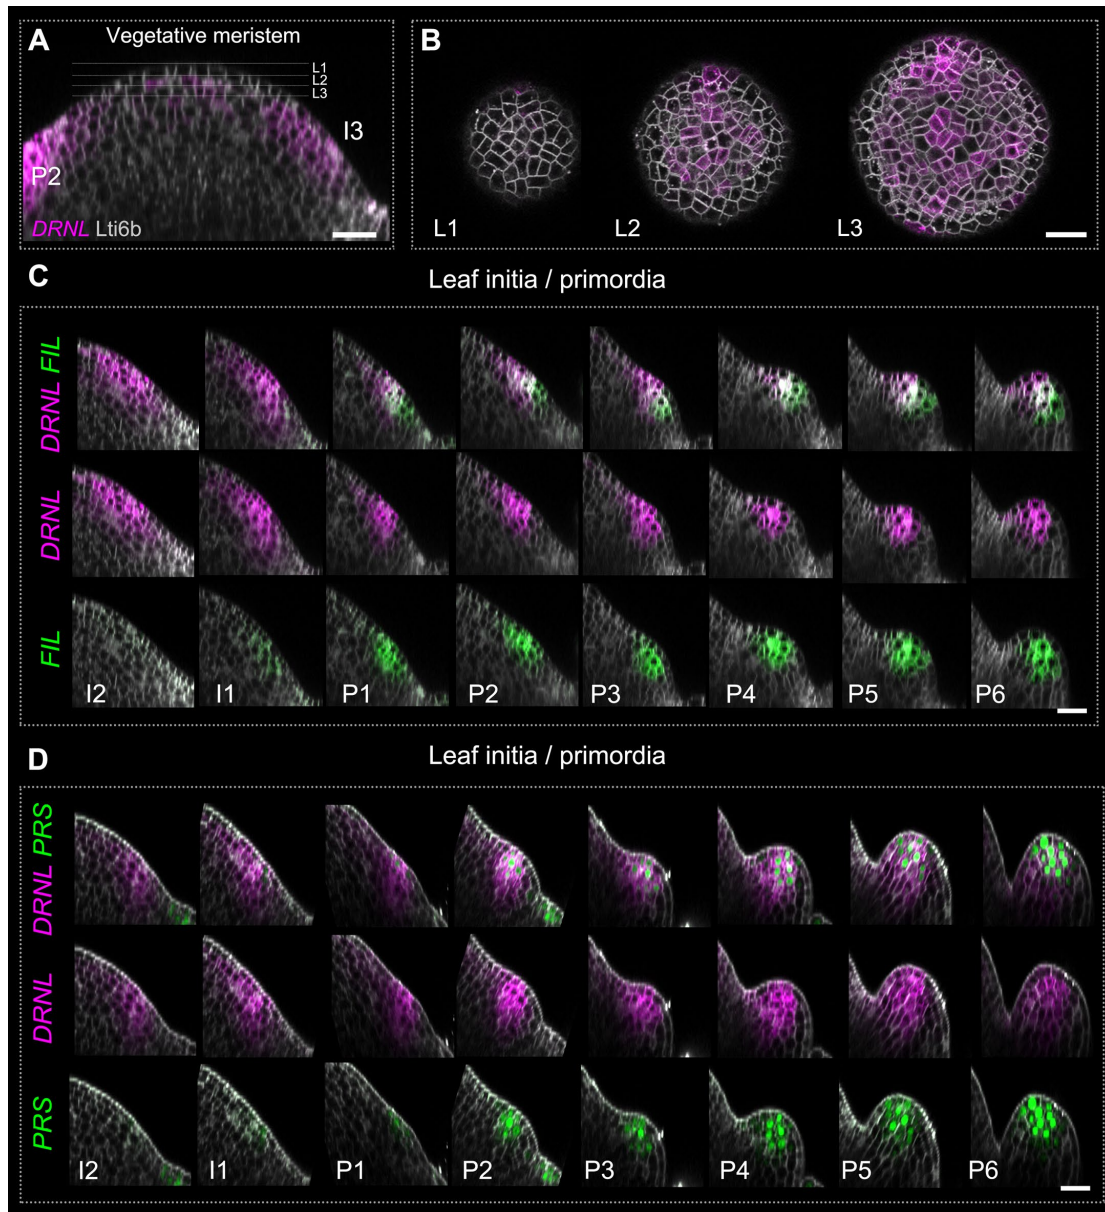 A
Vegetative meristem
L1
L2
L3
I3
P2
DRNL Lti6b
B
L1
L2
L3
C
Leaf initia / primordia
DRNL FIL
DRNL
FIL
I2
I1
P1
P2
P3
P4
P5
P6
D
Leaf initia / primordia
DRNL PRS
DRNL
PRS
I2
I1
P1
P2
P3
P4
P5
P6